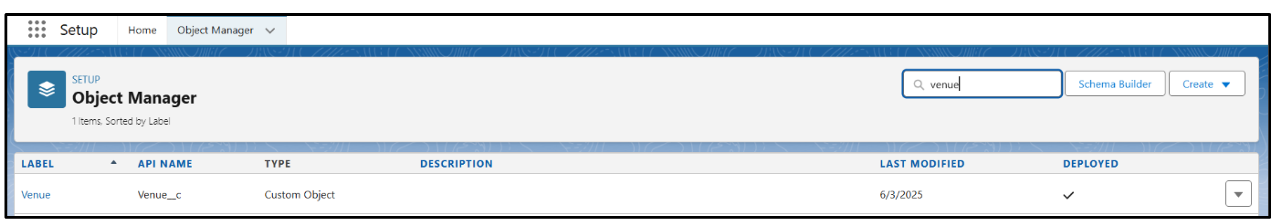 Setup Home Object Manager
SETUP
Object Manager
1 Items, Sorted by Label
venue Schema Builder Create
LABEL API NAME TYPE DESCRIPTION LAST MODIFIED DEPLOYED
Venue Venue__c Custom Object 6/3/2025